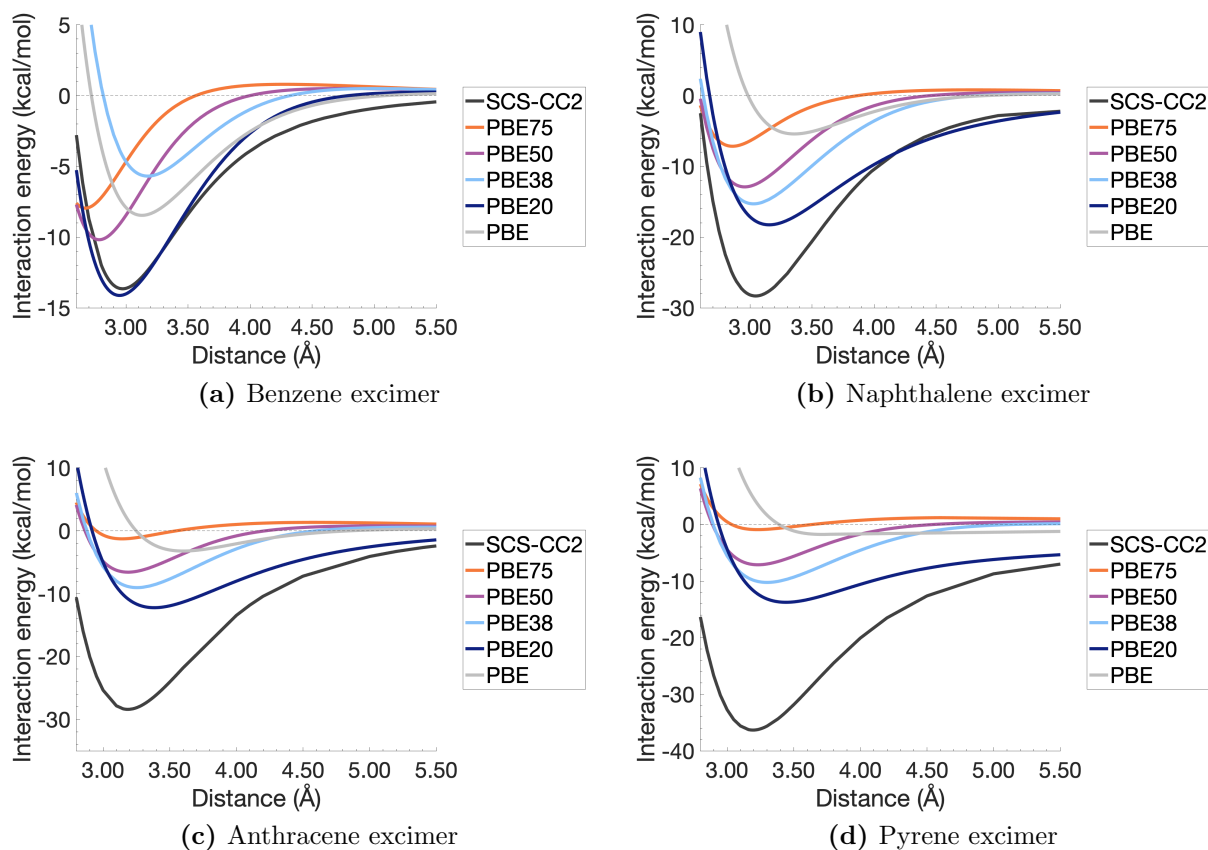 Interaction energy (kcal/mol)
5
0
-5
-10
-15
3.00 3.50 4.00 4.50 5.00 5.50
Distance (Å)
SCS-CC2
PBE75
PBE50
PBE38
PBE20
PBE
(a) Benzene excimer
Interaction energy (kcal/mol)
10
0
-10
-20
-30
3.00 3.50 4.00 4.50 5.00 5.50
Distance (Å)
SCS-CC2
PBE75
PBE50
PBE38
PBE20
PBE
(b) Naphthalene excimer
Interaction energy (kcal/mol)
10
0
-10
-20
-30
3.00 3.50 4.00 4.50 5.00 5.50
Distance (Å)
SCS-CC2
PBE75
PBE50
PBE38
PBE20
PBE
(c) Anthracene excimer
Interaction energy (kcal/mol)
10
0
-10
-20
-30
-40
3.00 3.50 4.00 4.50 5.00 5.50
Distance (Å)
SCS-CC2
PBE75
PBE50
PBE38
PBE20
PBE
(d) Pyrene excimer